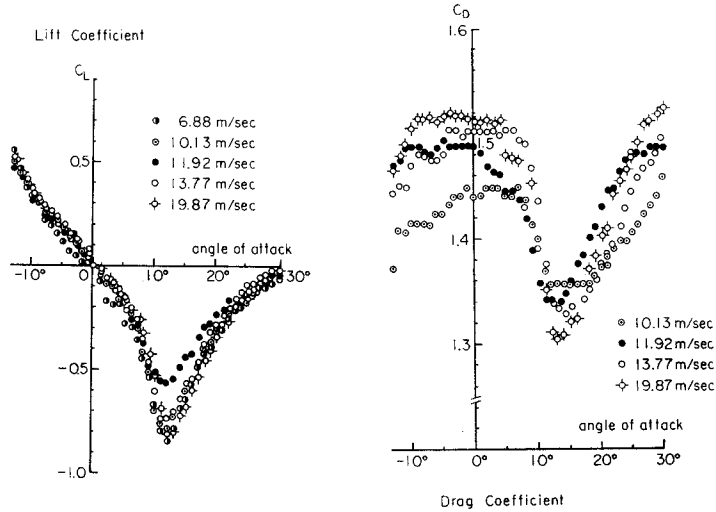 Lift Coefficient
C_L
6.88 m/sec
10.13 m/sec
11.92 m/sec
13.77 m/sec
19.87 m/sec
0.5
angle of attack
-10° 0 10° 20° 30°
-0.5
-1.0
C_D
1.6
1.5
1.4
1.3
10.13 m/sec
11.92 m/sec
13.77 m/sec
19.87 m/sec
angle of attack
-10° 0° 10° 20° 30°
Drag Coefficient